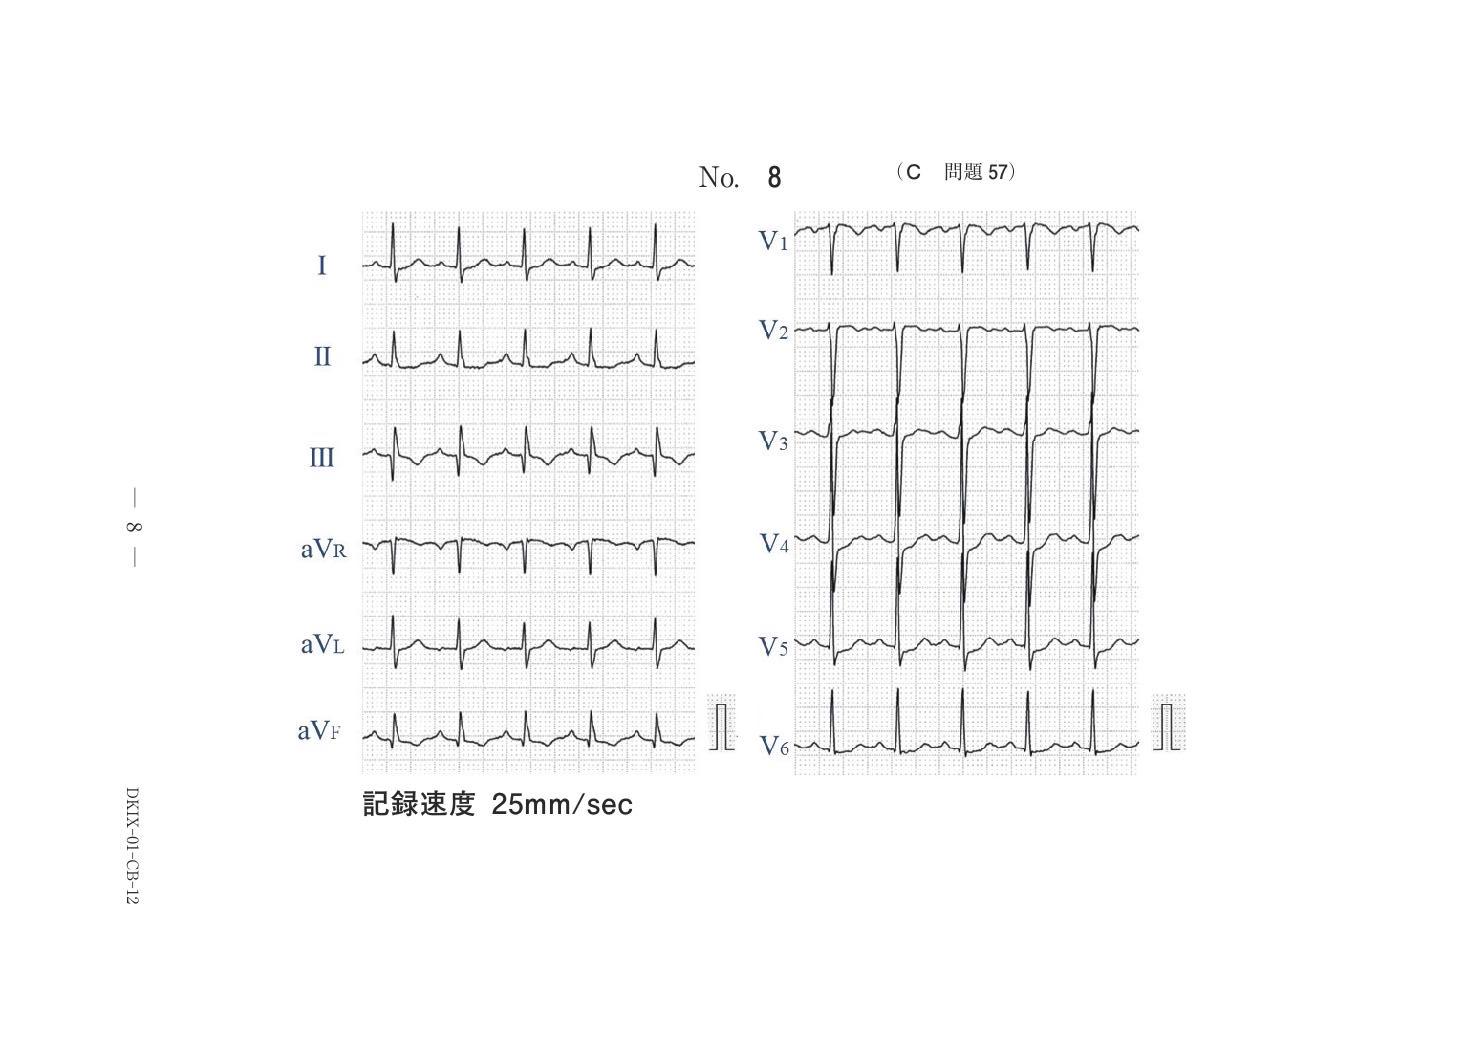 No. 8 （C 問題 57）
I
II
III
aVR
aVL
aVF
V1
V2
V3
V4
V5
V6
記録速度 25mm/sec
— 8 —
DKIX-01-CB-12